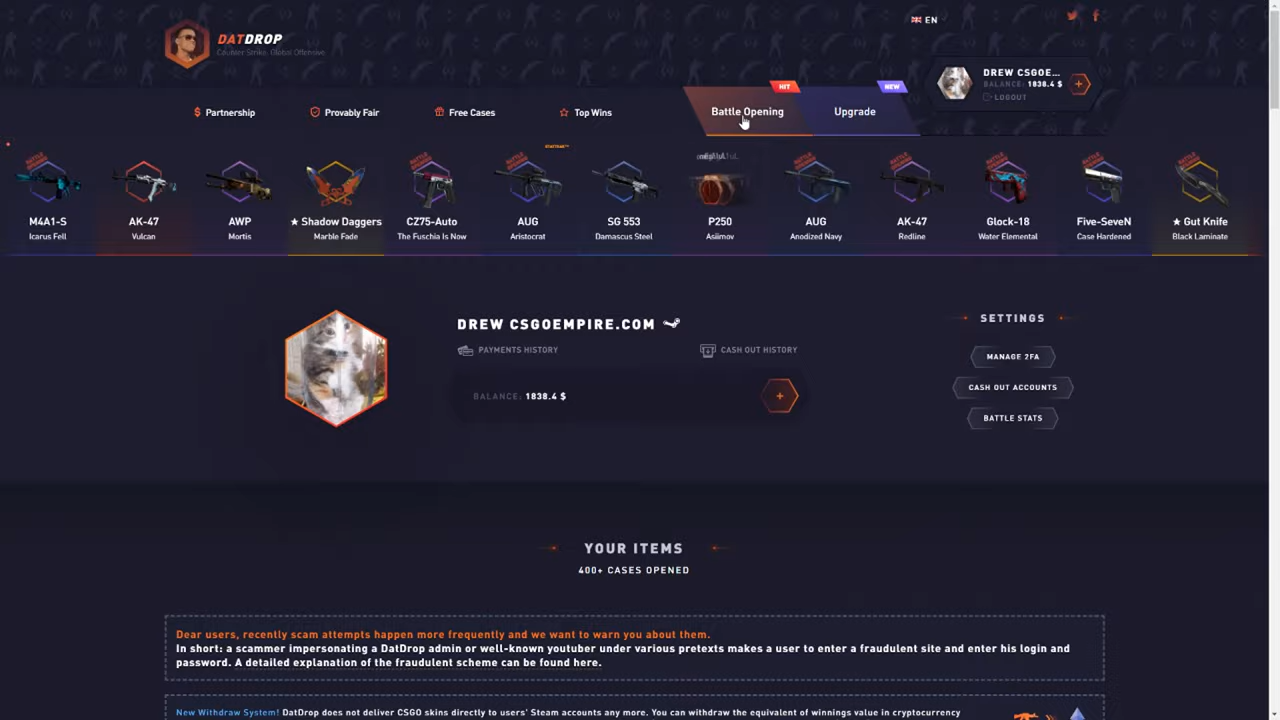 EN
DATDROP
Counter Strike: Global Offensive
DREW CSGOE...
BALANCE: 1838.4 $
LOGOUT
HIT
NEW
Partnership
Provably Fair
Free Cases
Top Wins
Battle Opening
Upgrade
M4A1-S
Icarus Fell
AK-47
Vulcan
AWP
Mortis
★ Shadow Daggers
Marble Fade
CZ75-Auto
The Fuschia Is Now
STATTRAK™
AUG
Aristocrat
SG 553
Damascus Steel
P250
Asiimov
AUG
Anodized Navy
AK-47
Redline
Glock-18
Water Elemental
Five-SeveN
Case Hardened
★ Gut Knife
Black Laminate
DREW CSGOEMPIRE.COM
PAYMENTS HISTORY
CASH OUT HISTORY
BALANCE: 1838.4 $
+
SETTINGS
MANAGE 2FA
CASH OUT ACCOUNTS
BATTLE STATS
YOUR ITEMS
400+ CASES OPENED
Dear users, recently scam attempts happen more frequently and we want to warn you about them.
In short: a scammer impersonating a DatDrop admin or well-known youtuber under various pretexts makes a user to enter a fraudulent site and enter his login and
password. A detailed explanation of the fraudulent scheme can be found here.
New Withdraw System! DatDrop does not deliver CSGO skins directly to users' Steam accounts any more. You can withdraw the equivalent of winnings value in cryptocurrency